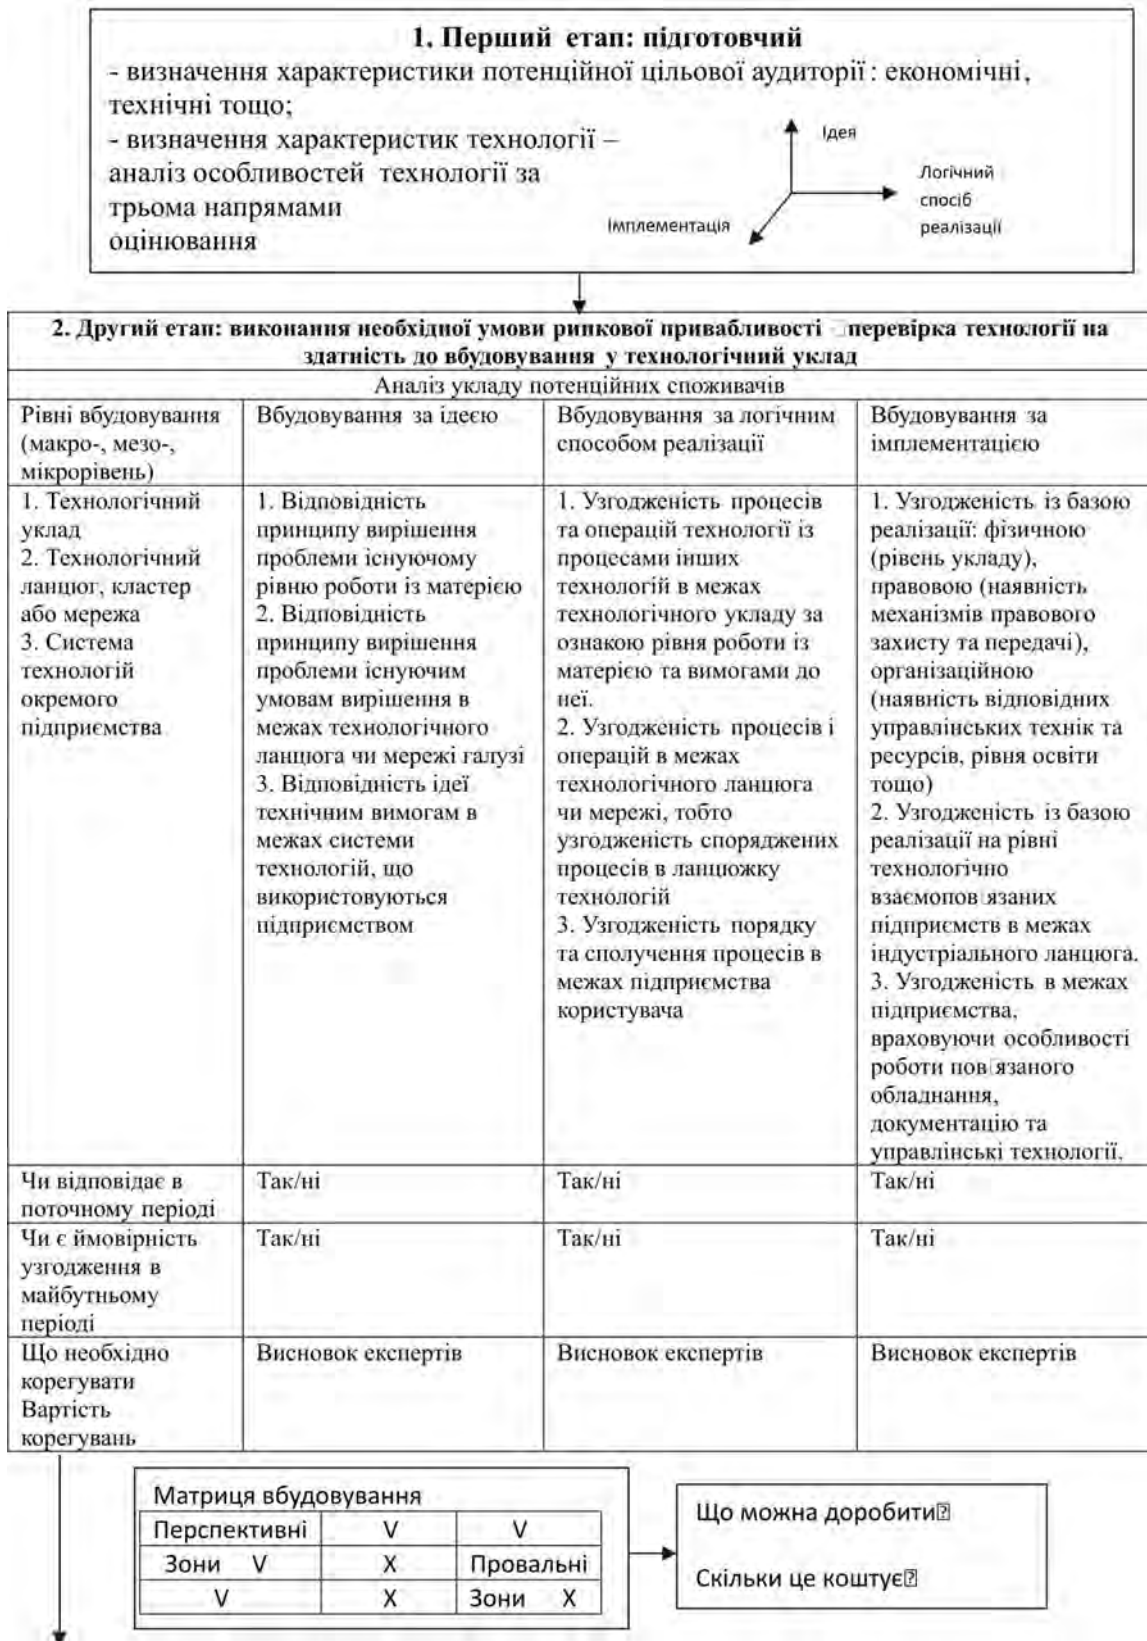 1. Перший етап: підготовчий
- визначення характеристики потенційної цільової аудиторії: економічні,
технічні тощо;
- визначення характеристик технології –
аналіз особливостей технології за
трьома напрямами
оцінювання
Ідея
Логічний
спосіб
реалізації
Імплементація
2. Другий етап: виконання необхідної умови ринкової привабливості перевірка технології на
здатність до вбудовування у технологічний уклад
Аналіз укладу потенційних споживачів
Рівні вбудовування
(макро-, мезо-,
мікрорівень)
Вбудовування за ідеєю
Вбудовування за логічним
способом реалізації
Вбудовування за
імплементацією
1. Технологічний
уклад
2. Технологічний
ланцюг, кластер
або мережа
3. Система
технологій
окремого
підприємства
1. Відповідність
принципу вирішення
проблеми існуючому
рівню роботи із матерією
2. Відповідність
принципу вирішення
проблеми існуючим
умовам вирішення в
межах технологічного
ланцюга чи мережі галузі
3. Відповідність ідеї
технічним вимогам в
межах системи
технологій, що
використовуються
підприємством
1. Узгодженість процесів
та операцій технології із
процесами інших
технологій в межах
технологічного укладу за
ознакою рівня роботи із
матерією та вимогами до
неї.
2. Узгодженість процесів і
операцій в межах
технологічного ланцюга
чи мережі, тобто
узгодженість споряджених
процесів в ланцюжку
технологій
3. Узгодженість порядку
та сполучення процесів в
межах підприємства
користувача
1. Узгодженість із базою
реалізації: фізичною
(рівень укладу),
правовою (наявність
механізмів правового
захисту та передачі),
організаційною
(наявність відповідних
управлінських технік та
ресурсів, рівня освіти
тощо)
2. Узгодженість із базою
реалізації на рівні
технологічно
взаємопов язаних
підприємств в межах
індустріального ланцюга.
3. Узгодженість в межах
підприємства,
враховуючи особливості
роботи пов язаного
обладнання,
документацію та
управлінські технології.
Чи відповідає в
поточному періоді
Так/ні
Так/ні
Так/ні
Чи є ймовірність
узгодження в
майбутньому
періоді
Так/ні
Так/ні
Так/ні
Що необхідно
корегувати
Вартість
корегувань
Висновок експертів
Висновок експертів
Висновок експертів
Матриця вбудовування
Перспективні V V
Зони V X Провальні
V X Зони X
Що можна доробити
Скільки це коштує